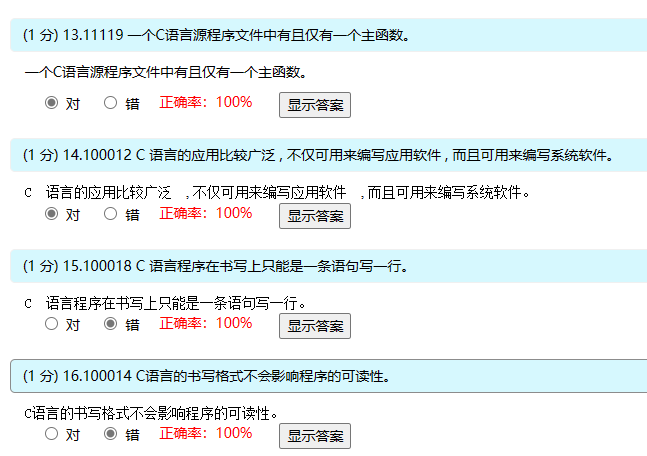 (1 分) 13.11119 一个C语言源程序文件中有且仅有一个主函数。
一个C语言源程序文件中有且仅有一个主函数。
对 错 正确率：100% 显示答案
(1 分) 14.100012 C 语言的应用比较广泛 , 不仅可用来编写应用软件 , 而且可用来编写系统软件。
C 语言的应用比较广泛 , 不仅可用来编写应用软件 , 而且可用来编写系统软件。
对 错 正确率：100% 显示答案
(1 分) 15.100018 C 语言程序在书写上只能是一条语句写一行。
C 语言程序在书写上只能是一条语句写一行。
对 错 正确率：100% 显示答案
(1 分) 16.100014 C语言的书写格式不会影响程序的可读性。
C语言的书写格式不会影响程序的可读性。
对 错 正确率：100% 显示答案